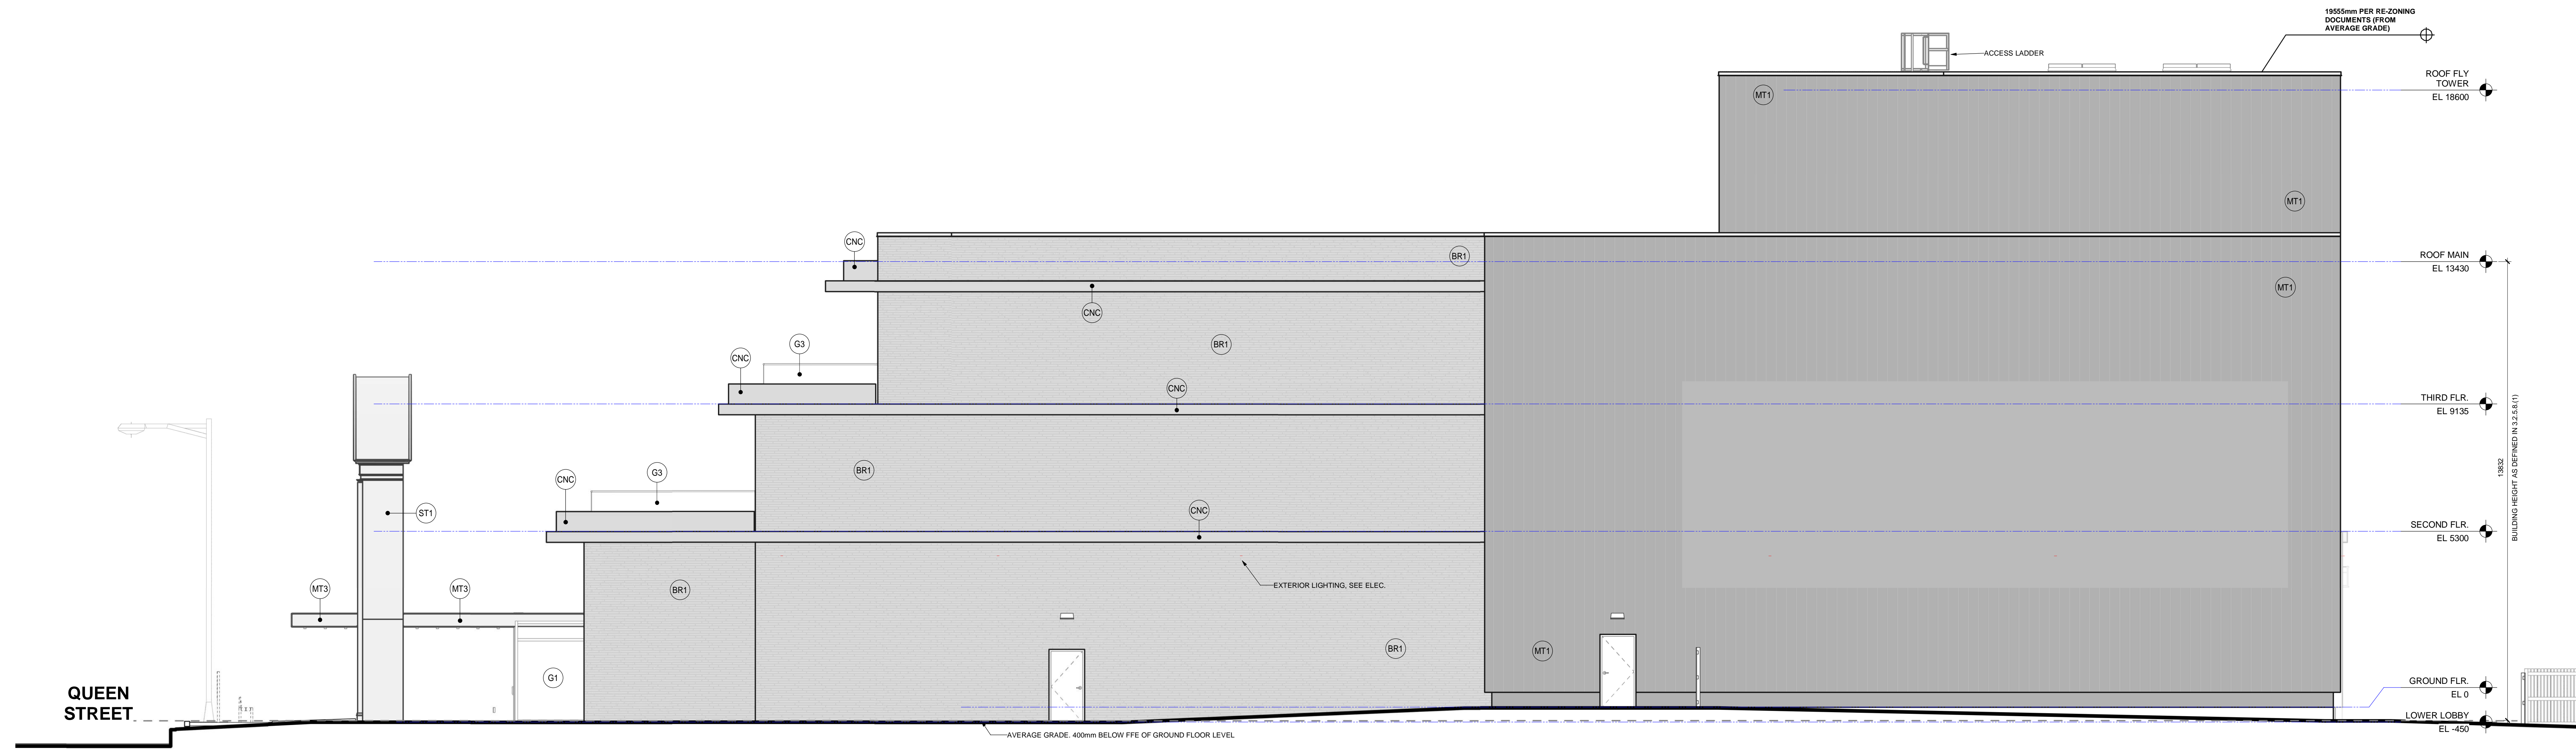 19555mm PER RE-ZONING
DOCUMENTS (FROM
AVERAGE GRADE)
ACCESS LADDER
ROOF FLY
TOWER
EL 18600
MT1
MT1
CNC
BR1
ROOF MAIN
EL 13430
MT1
CNC
G3
BR1
CNC
CNC
THIRD FLR.
EL 9135
13832
BUILDING HEIGHT AS DEFINED IN 3.2.5.8.(1)
G3
BR1
CNC
ST1
CNC
SECOND FLR.
EL 5300
EXTERIOR LIGHTING, SEE ELEC.
MT3
MT3
BR1
BR1
MT1
G1
QUEEN
STREET
GROUND FLR.
EL 0
LOWER LOBBY
EL -450
AVERAGE GRADE. 400mm BELOW FFE OF GROUND FLOOR LEVEL